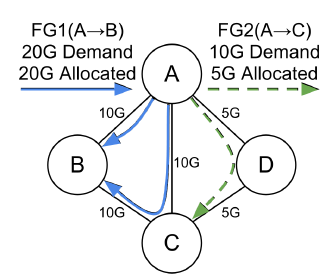 FG1(A→B)
20G Demand
20G Allocated
FG2(A→C)
10G Demand
5G Allocated
A
10G
5G
B
10G
D
10G
5G
C